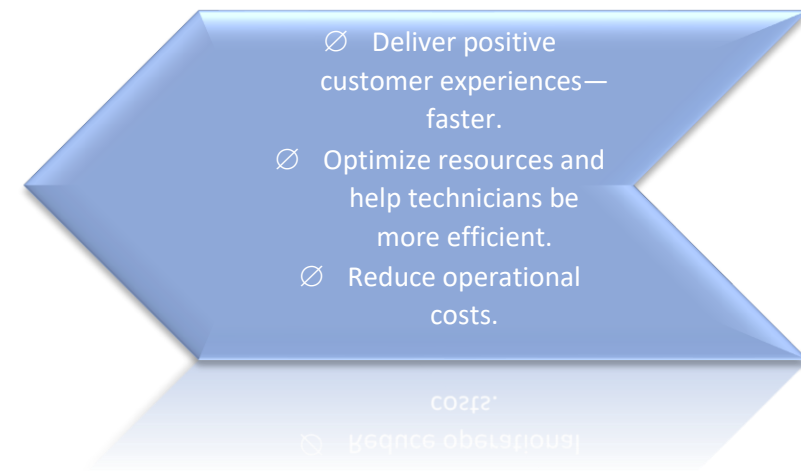 ∅ Deliver positive
customer experiences—
faster.
∅ Optimize resources and
help technicians be
more efficient.
∅ Reduce operational
costs.